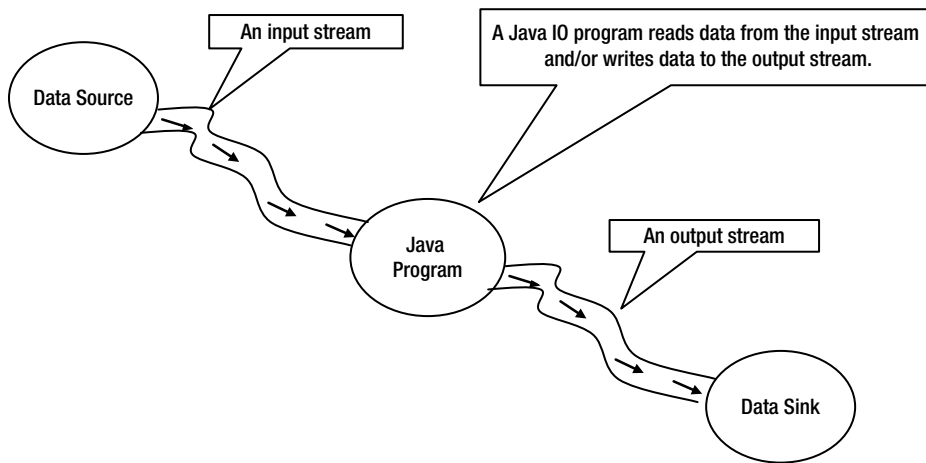 An input stream
A Java IO program reads data from the input stream
and/or writes data to the output stream.
Data Source
Java
Program
An output stream
Data Sink